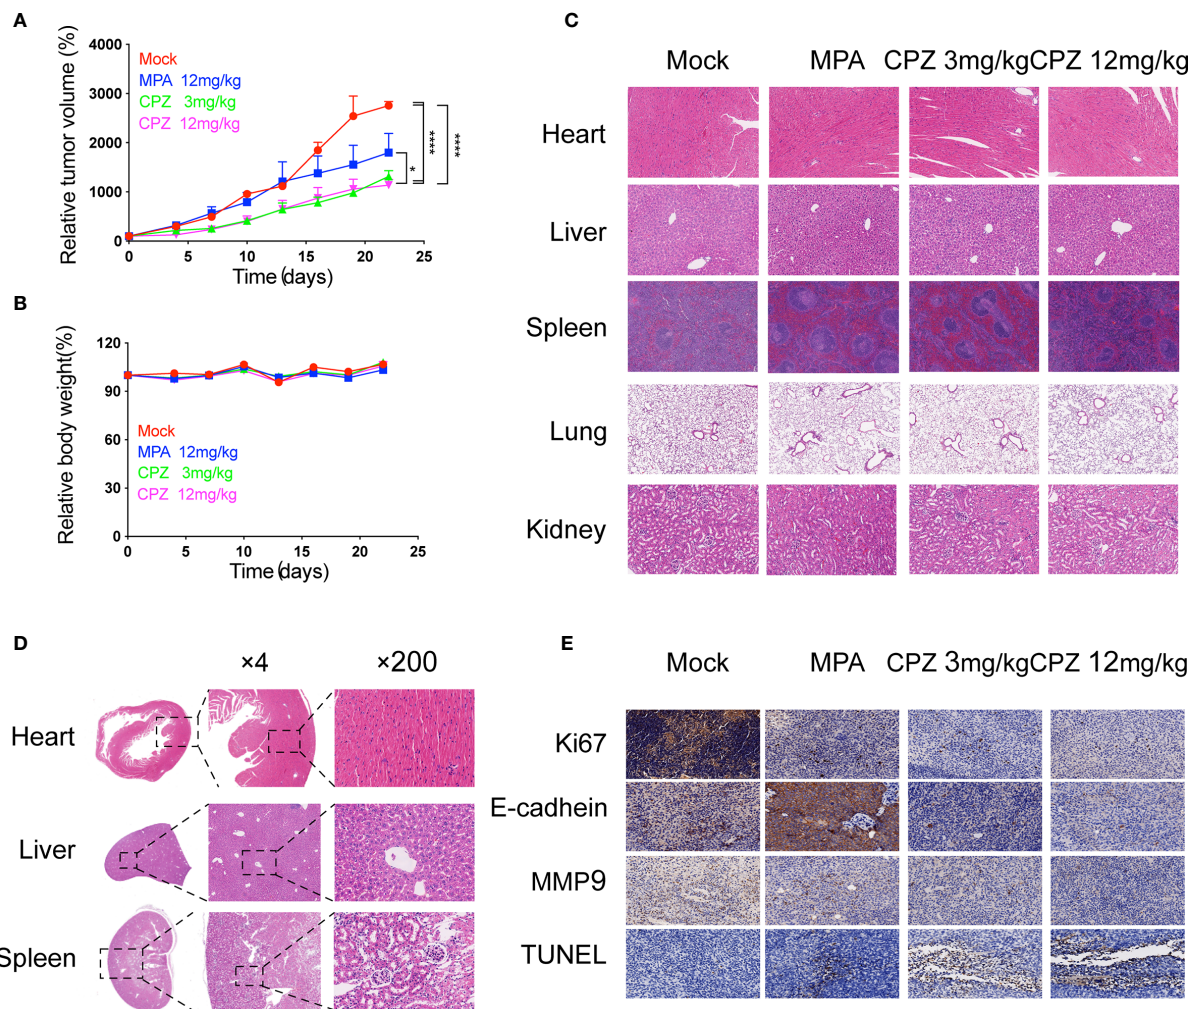 A
Relative tumor volume (%)
4000
3000
2000
1000
0
Mock
MPA 12mg/kg
CPZ 3mg/kg
CPZ 12mg/kg
*
****
****
0 5 10 15 20 25
Time (days)
B
Relative body weight(%)
120
90
60
30
0
Mock
MPA 12mg/kg
CPZ 3mg/kg
CPZ 12mg/kg
0 5 10 15 20 25
Time (days)
C
Mock MPA CPZ 3mg/kg CPZ 12mg/kg
Heart
Liver
Spleen
Lung
Kidney
D
×4 ×200
Heart
Liver
Spleen
E
Mock MPA CPZ 3mg/kg CPZ 12mg/kg
Ki67
E-cadhein
MMP9
TUNEL